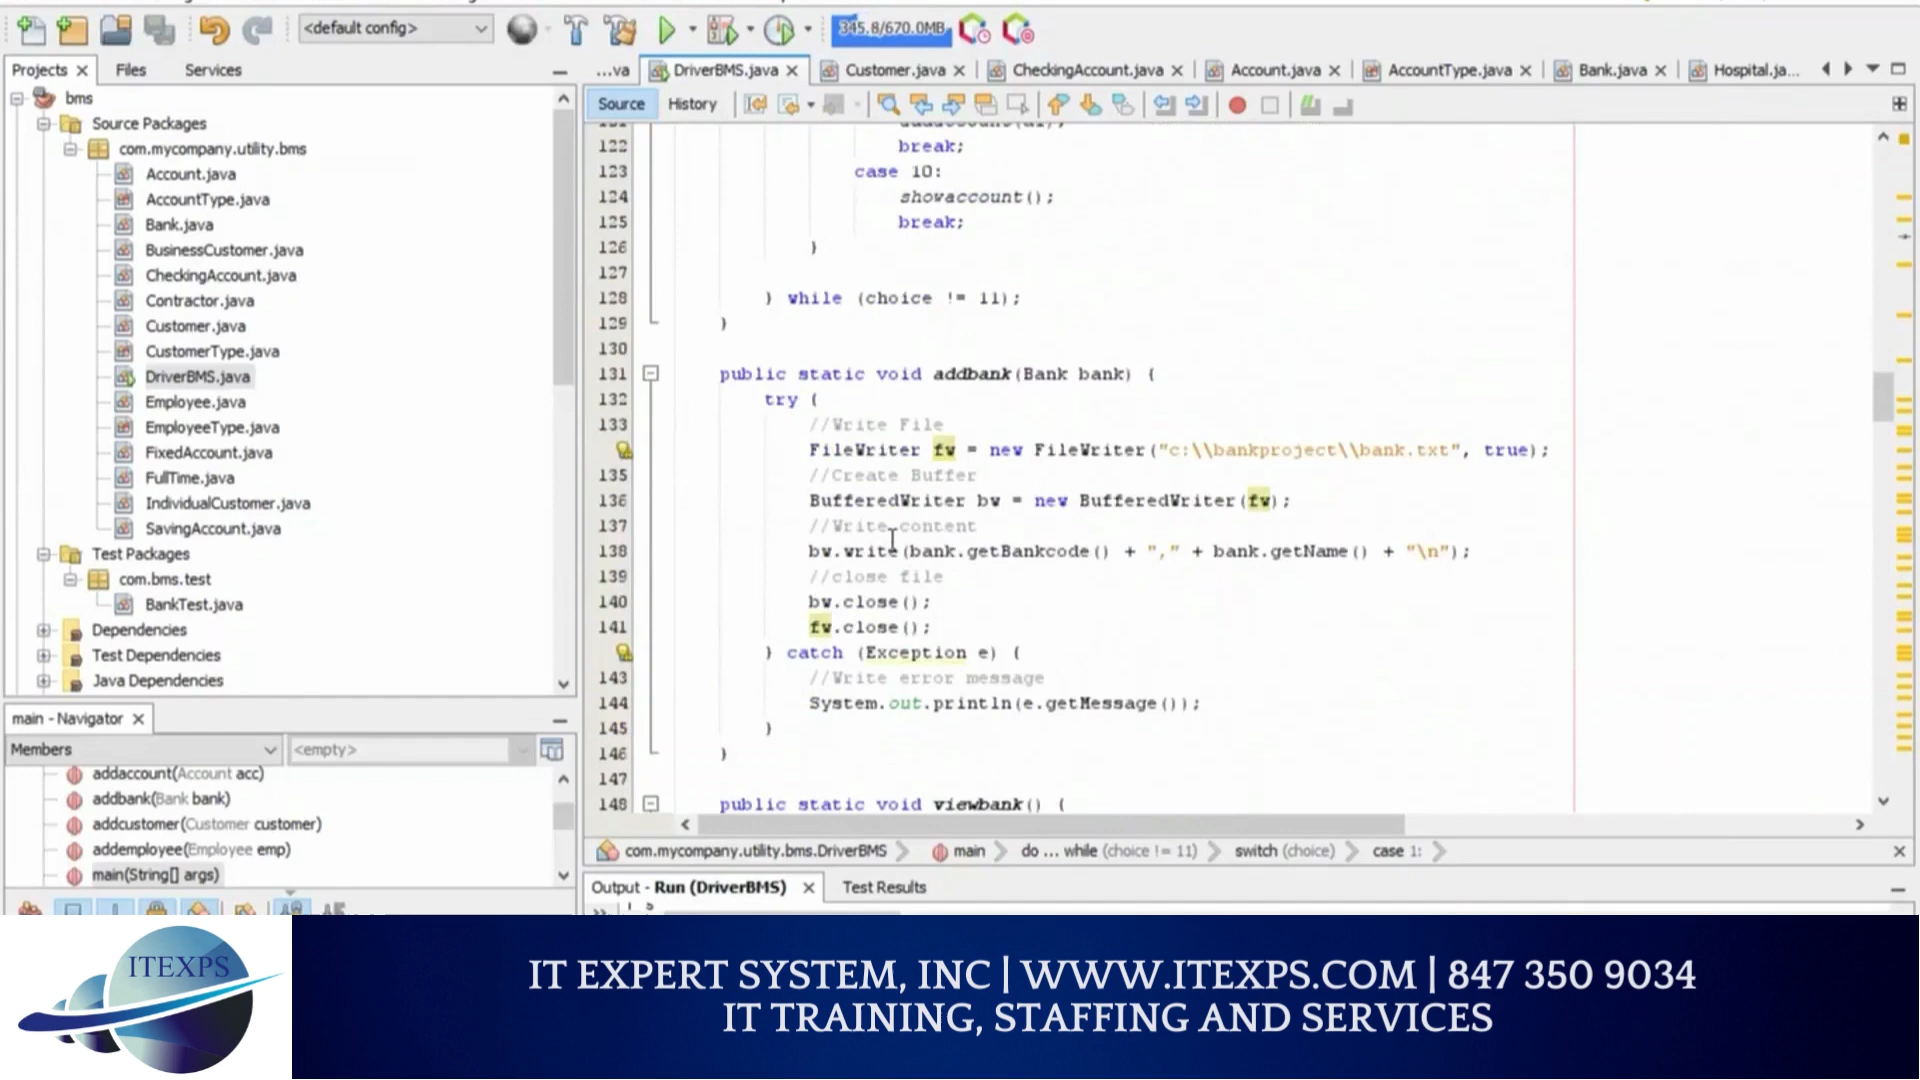 <default config>
345.8/670.0MB
Projects
Files
Services
bms
Source Packages
com.mycompany.utility.bms
Account.java
AccountType.java
Bank.java
BusinessCustomer.java
CheckingAccount.java
Contractor.java
Customer.java
CustomerType.java
DriverBMS.java
Employee.java
EmployeeType.java
FixedAccount.java
FullTime.java
IndividualCustomer.java
SavingAccount.java
Test Packages
com.bms.test
BankTest.java
Dependencies
Test Dependencies
Java Dependencies
main - Navigator
Members
<empty>
addaccount(Account acc)
addbank(Bank bank)
addcustomer(Customer customer)
addemployee(Employee emp)
main(String[] args)
...va
DriverBMS.java
Customer.java
CheckingAccount.java
Account.java
AccountType.java
Bank.java
Hospital.ja...
Source
History
122 break;
123 case 10:
124 showaccount();
125 break;
126 }
127
128 } while (choice != 11);
129 }
130
131 public static void addbank(Bank bank) {
132 try {
133 //Write File
FileWriter fw = new FileWriter("c:\\bankproject\\bank.txt", true);
135 //Create Buffer
136 BufferedWriter bw = new BufferedWriter(fw);
137 //Write content
138 bw.write(bank.getBankcode() + "," + bank.getName() + "\n");
139 //close file
140 bw.close();
141 fw.close();
} catch (Exception e) {
143 //Write error message
144 System.out.println(e.getMessage());
145 }
146 }
147
148 public static void viewbank() {
com.mycompany.utility.bms.DriverBMS
main
do ... while (choice != 11)
switch (choice)
case 1:
Output - Run (DriverBMS)
Test Results
ITEXPS
IT EXPERT SYSTEM, INC | WWW.ITEXPS.COM | 847 350 9034
IT TRAINING, STAFFING AND SERVICES